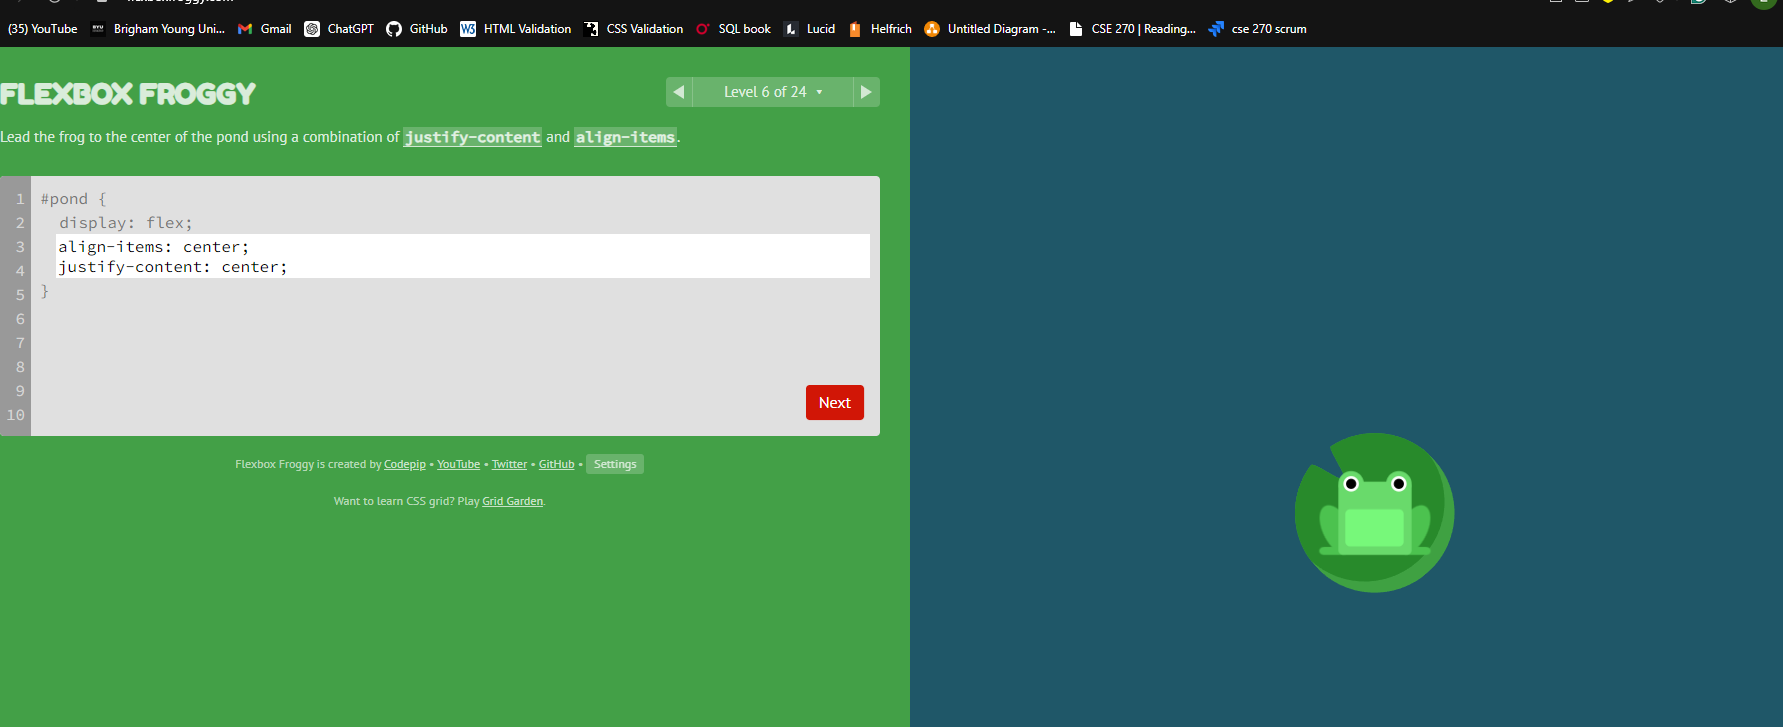 (35) YouTube BYU Brigham Young Uni... Gmail ChatGPT GitHub W3 HTML Validation CSS Validation SQL book Lucid Helfrich Untitled Diagram -... CSE 270 | Reading... cse 270 scrum
FLEXBOX FROGGY
Level 6 of 24 ▾
Lead the frog to the center of the pond using a combination of justify-content and align-items.
1 #pond {
2 display: flex;
3 align-items: center;
4 justify-content: center;
5 }
6
7
8
9
10
Next
Flexbox Froggy is created by Codepip • YouTube • Twitter • GitHub • Settings
Want to learn CSS grid? Play Grid Garden.